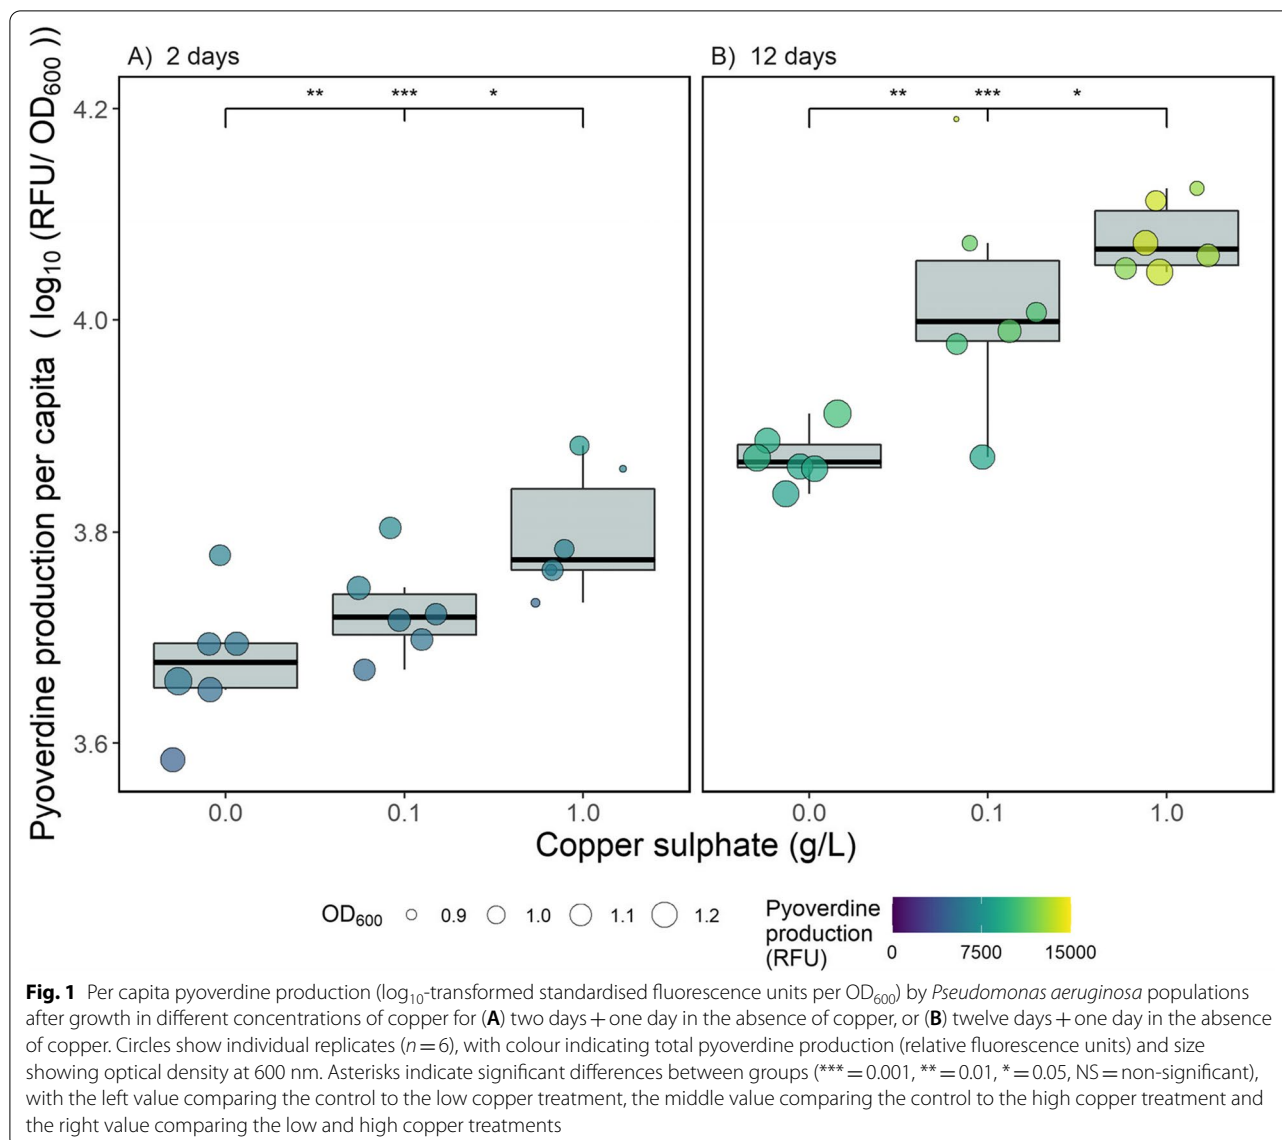 A) 2 days
B) 12 days
Pyoverdine production per capita ( log₁₀ (RFU/ OD₆₀₀ ))
4.2
4.0
3.8
3.6
** *** *
** *** *
0.0 0.1 1.0
0.0 0.1 1.0
Copper sulphate (g/L)
OD₆₀₀ 0.9 1.0 1.1 1.2
Pyoverdine
production
(RFU)
0 7500 15000
Fig. 1 Per capita pyoverdine production (log₁₀-transformed standardised fluorescence units per OD₆₀₀) by Pseudomonas aeruginosa populations
after growth in different concentrations of copper for (A) two days + one day in the absence of copper, or (B) twelve days + one day in the absence
of copper. Circles show individual replicates (n = 6), with colour indicating total pyoverdine production (relative fluorescence units) and size
showing optical density at 600 nm. Asterisks indicate significant differences between groups (*** = 0.001, ** = 0.01, * = 0.05, NS = non-significant),
with the left value comparing the control to the low copper treatment, the middle value comparing the control to the high copper treatment and
the right value comparing the low and high copper treatments